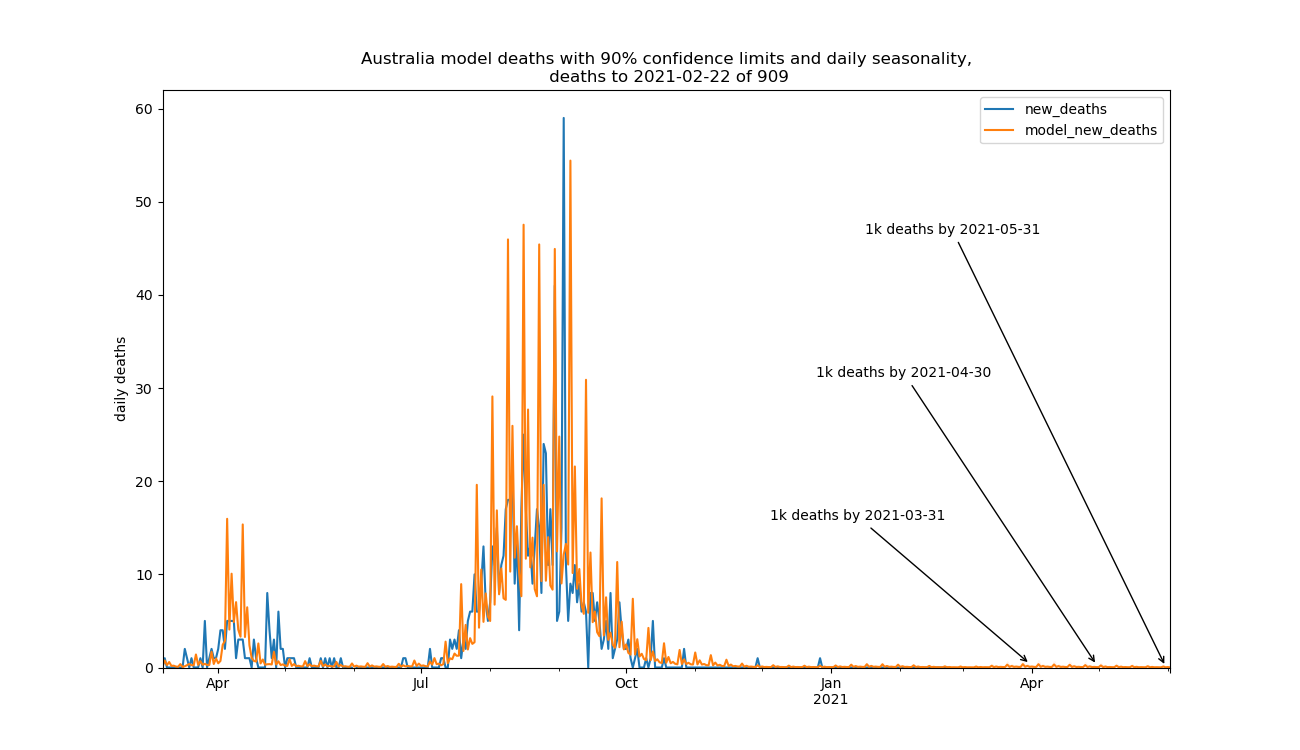 Australia model deaths with 90% confidence limits and daily seasonality,
deaths to 2021-02-22 of 909
new_deaths
model_new_deaths
60
50
40
30
20
10
0
daily deaths
1k deaths by 2021-05-31
1k deaths by 2021-04-30
1k deaths by 2021-03-31
Apr
Jul
Oct
Jan
2021
Apr